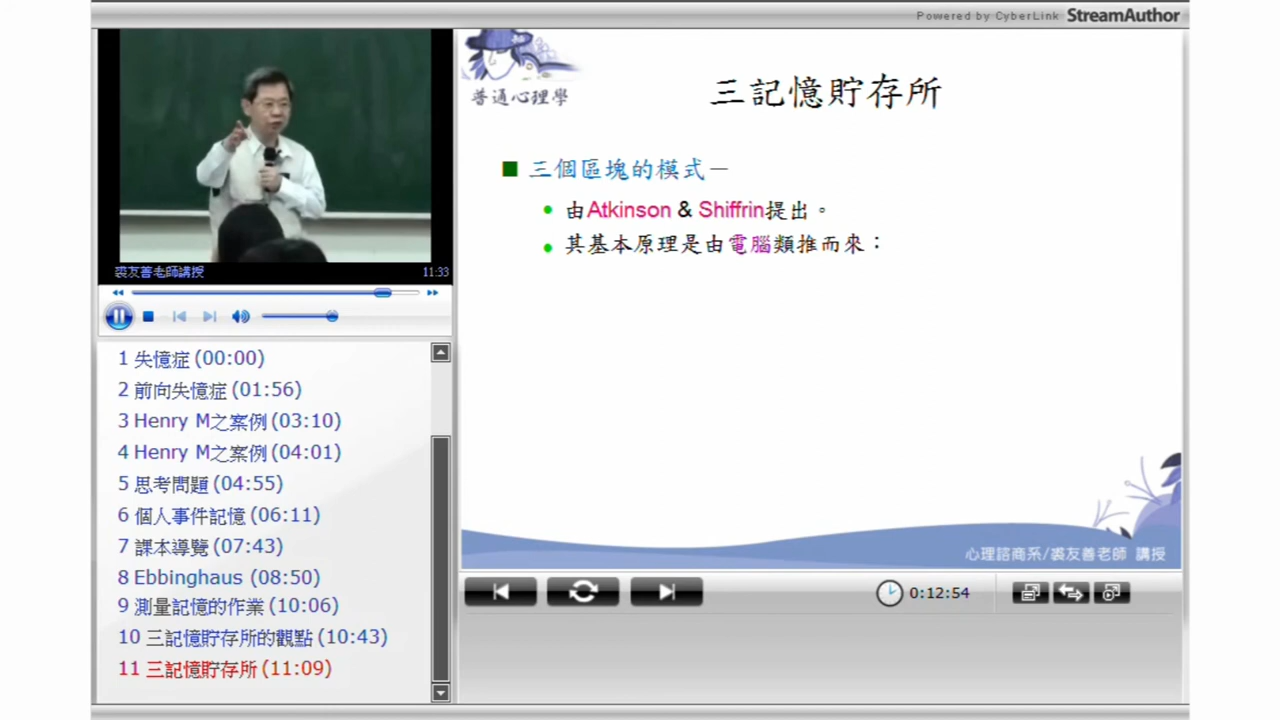 Powered by CyberLink StreamAuthor
裘友善老師講授 11:33
1 失憶症 (00:00)
2 前向失憶症 (01:56)
3 Henry M之案例 (03:10)
4 Henry M之案例 (04:01)
5 思考問題 (04:55)
6 個人事件記憶 (06:11)
7 課本導覽 (07:43)
8 Ebbinghaus (08:50)
9 測量記憶的作業 (10:06)
10 三記憶貯存所的觀點 (10:43)
11 三記憶貯存所 (11:09)
普通心理學
三記憶貯存所
三個區塊的模式－
由Atkinson & Shiffrin提出。
其基本原理是由電腦類推而來：
心理諮商系/裘友善老師 講授
0:12:54